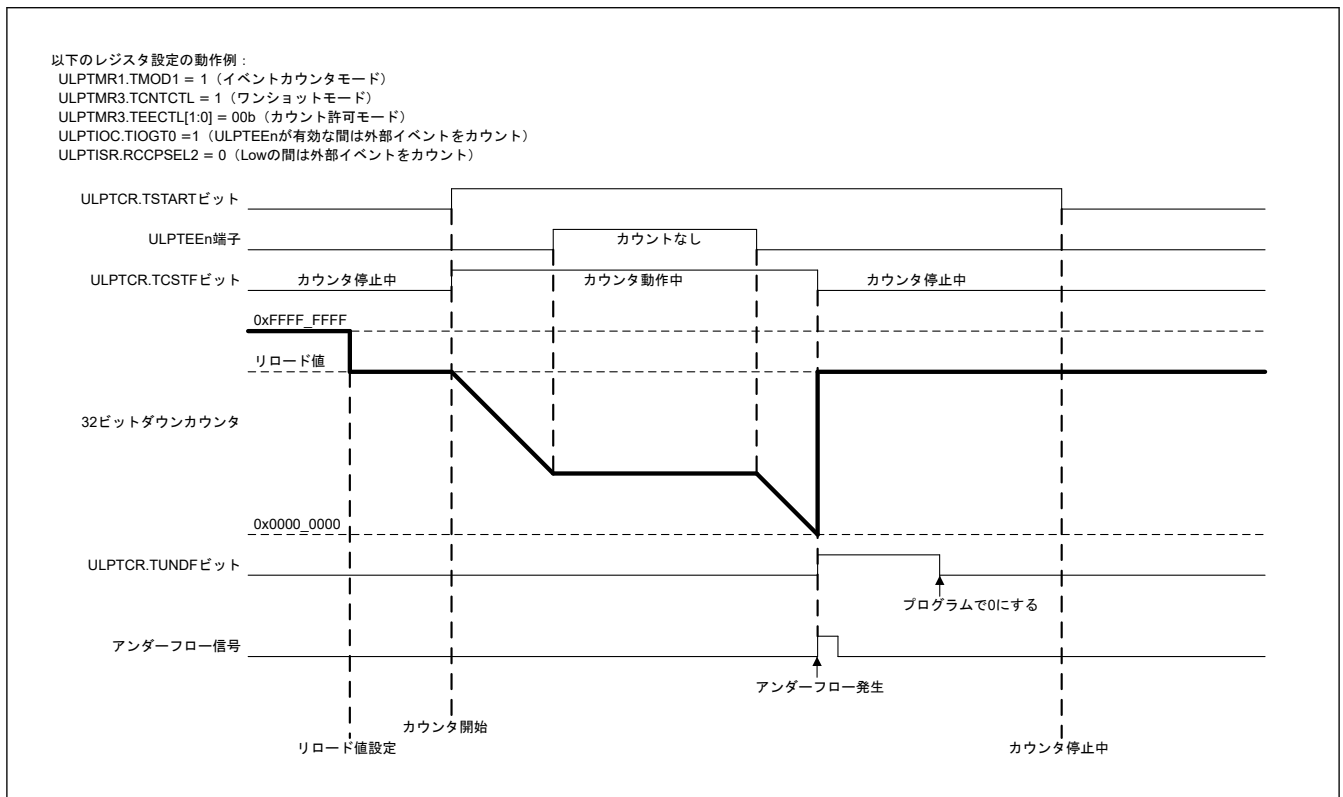 以下のレジスタ設定の動作例：
ULPTMR1.TMOD1 = 1（イベントカウンタモード）
ULPTMR3.TCNTCTL = 1（ワンショットモード）
ULPTMR3.TEECTL[1:0] = 00b（カウント許可モード）
ULPTIOC.TIOGT0 =1（ULPTEEnが有効な間は外部イベントをカウント）
ULPTISR.RCCPSEL2 = 0（Lowの間は外部イベントをカウント）
ULPTCR.TSTARTビット
ULPTEEn端子
カウントなし
ULPTCR.TCSTFビット
カウンタ停止中
カウンタ動作中
カウンタ停止中
0xFFFF_FFFF
リロード値
32ビットダウンカウンタ
0x0000_0000
ULPTCR.TUNDFビット
プログラムで0にする
アンダーフロー信号
アンダーフロー発生
カウンタ開始
リロード値設定
カウンタ停止中